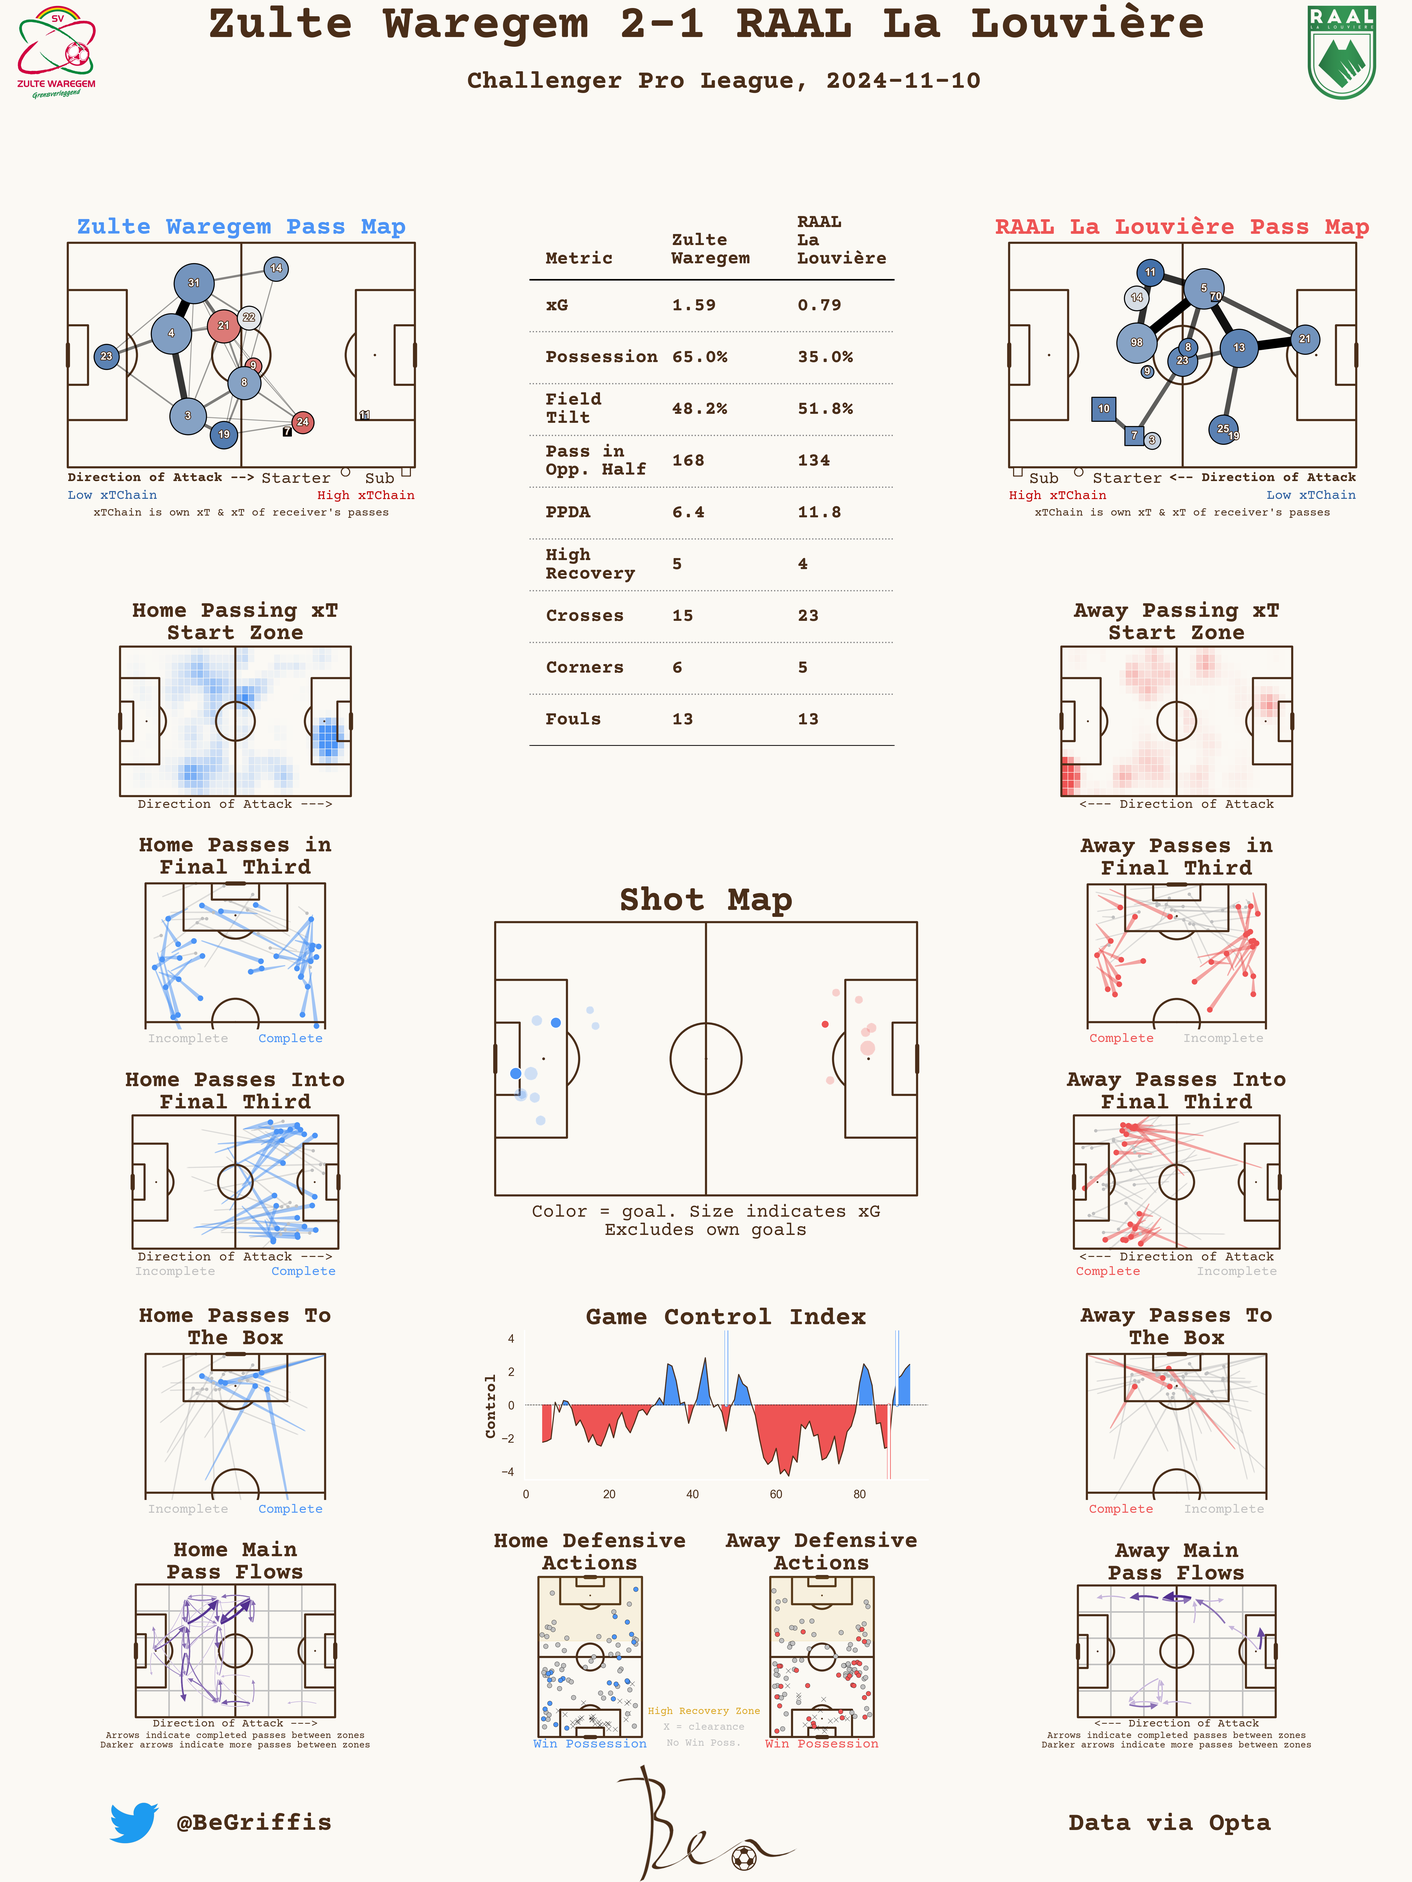 Zulte Waregem 2-1 RAAL La Louvière
Challenger Pro League, 2024-11-10
SV
ZULTE WAREGEM
Grensverleggend
RAAL
LA LOUVIÈRE
Zulte Waregem Pass Map
31
14
22
21
4
23
9
8
3
19
24
7
11
Direction of Attack --> Starter Sub
Low xTChain High xTChain
xTChain is own xT & xT of receiver's passes
Metric Zulte Waregem RAAL La Louvière
xG 1.59 0.79
Possession 65.0% 35.0%
Field Tilt 48.2% 51.8%
Pass in Opp. Half 168 134
PPDA 6.4 11.8
High Recovery 5 4
Crosses 15 23
Corners 6 5
Fouls 13 13
RAAL La Louvière Pass Map
11
5
70
14
98
8
23
13
21
9
10
7
3
25
19
Sub Starter <-- Direction of Attack
High xTChain Low xTChain
xTChain is own xT & xT of receiver's passes
Home Passing xT
Start Zone
Direction of Attack --->
Away Passing xT
Start Zone
<--- Direction of Attack
Home Passes in
Final Third
Incomplete Complete
Away Passes in
Final Third
Complete Incomplete
Shot Map
Color = goal. Size indicates xG
Excludes own goals
Home Passes Into
Final Third
Direction of Attack --->
Incomplete Complete
Away Passes Into
Final Third
<--- Direction of Attack
Complete Incomplete
Home Passes To
The Box
Incomplete Complete
Game Control Index
Control
4
2
0
−2
−4
0 20 40 60 80
Away Passes To
The Box
Complete Incomplete
Home Main
Pass Flows
Direction of Attack --->
Arrows indicate completed passes between zones
Darker arrows indicate more passes between zones
Home Defensive
Actions
Win Possession
High Recovery Zone
X = clearance
No Win Poss.
Away Defensive
Actions
Win Possession
Away Main
Pass Flows
<--- Direction of Attack
Arrows indicate completed passes between zones
Darker arrows indicate more passes between zones
@BeGriffis
Ben
Data via Opta